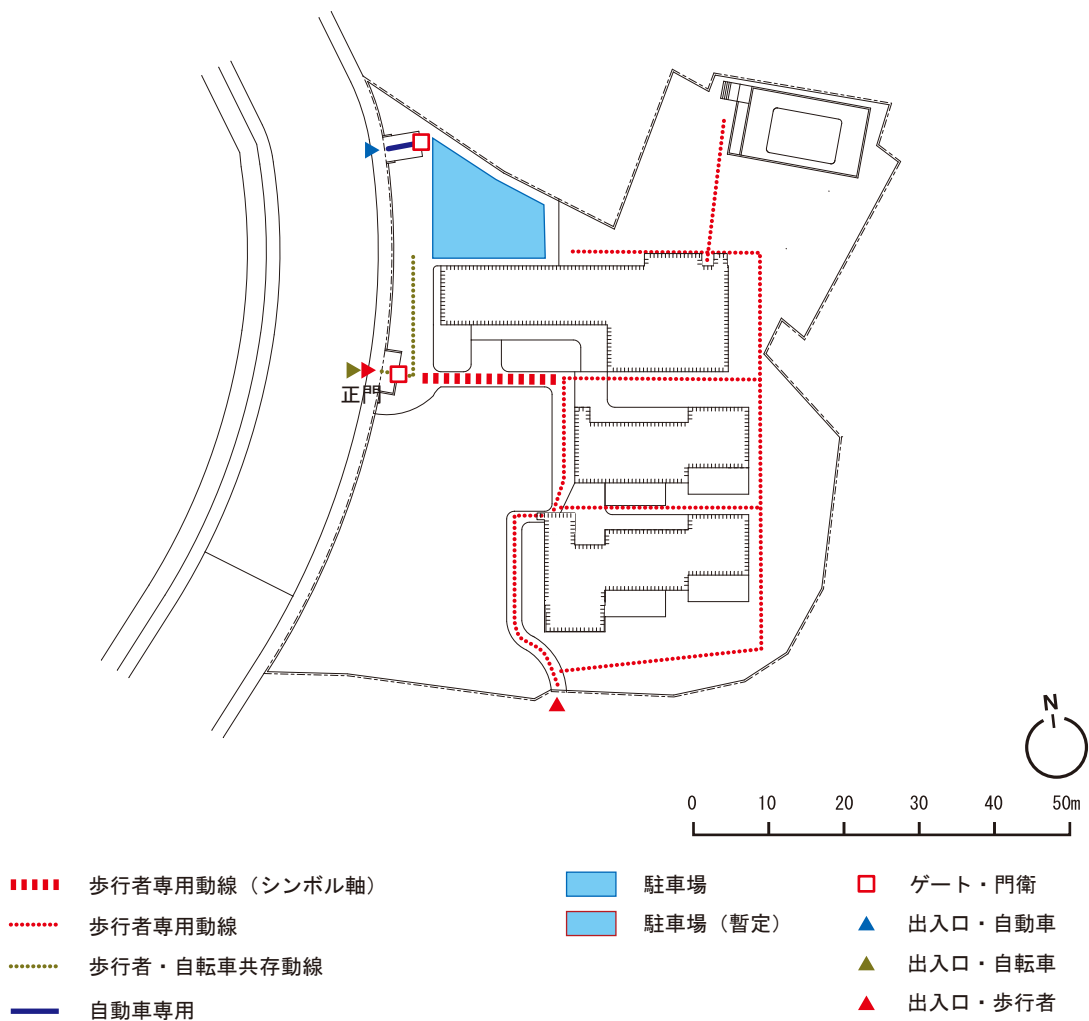 正門
N
0 10 20 30 40 50m
歩行者専用動線（シンボル軸）
歩行者専用動線
歩行者・自転車共存動線
自動車専用
駐車場
駐車場（暫定）
ゲート・門衛
出入口・自動車
出入口・自転車
出入口・歩行者